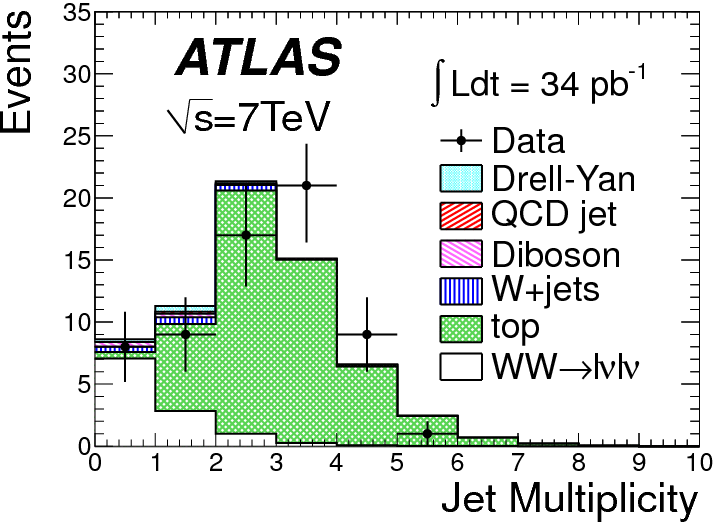 Events
35
30
25
20
15
10
5
0
ATLAS
√s=7TeV
∫Ldt = 34 pb⁻¹
Data
Drell-Yan
QCD jet
Diboson
W+jets
top
WW→lνlν
0 1 2 3 4 5 6 7 8 9 10
Jet Multiplicity